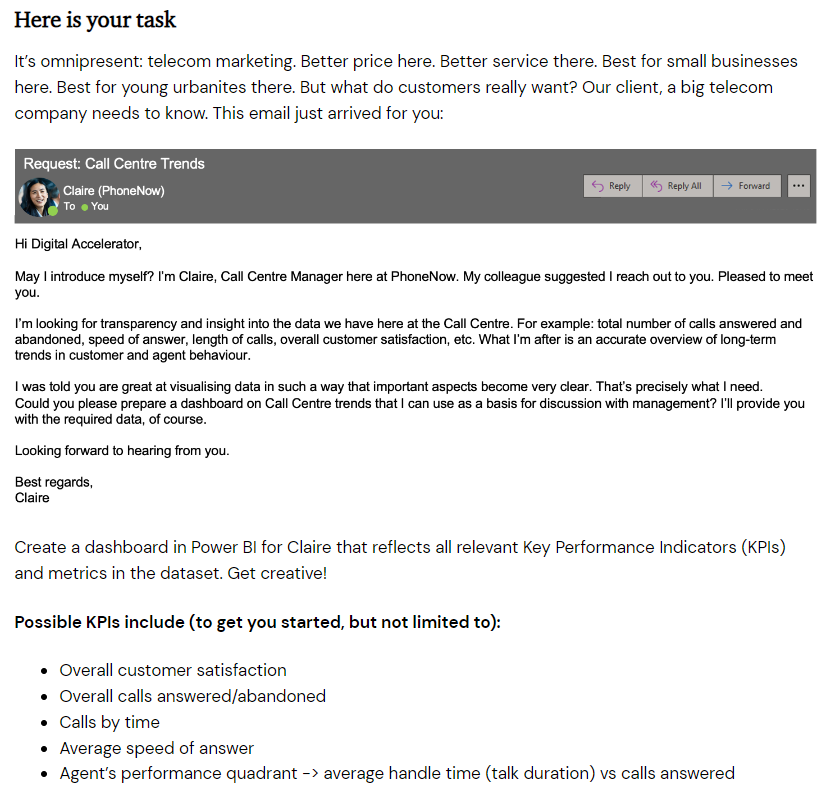 Here is your task
It’s omnipresent: telecom marketing. Better price here. Better service there. Best for small businesses
here. Best for young urbanites there. But what do customers really want? Our client, a big telecom
company needs to know. This email just arrived for you:
Request: Call Centre Trends
Claire (PhoneNow)
To You
Reply Reply All Forward ...
Hi Digital Accelerator,
May I introduce myself? I’m Claire, Call Centre Manager here at PhoneNow. My colleague suggested I reach out to you. Pleased to meet
you.
I’m looking for transparency and insight into the data we have here at the Call Centre. For example: total number of calls answered and
abandoned, speed of answer, length of calls, overall customer satisfaction, etc. What I’m after is an accurate overview of long-term
trends in customer and agent behaviour.
I was told you are great at visualising data in such a way that important aspects become very clear. That’s precisely what I need.
Could you please prepare a dashboard on Call Centre trends that I can use as a basis for discussion with management? I’ll provide you
with the required data, of course.
Looking forward to hearing from you.
Best regards,
Claire
Create a dashboard in Power BI for Claire that reflects all relevant Key Performance Indicators (KPIs)
and metrics in the dataset. Get creative!
Possible KPIs include (to get you started, but not limited to):
• Overall customer satisfaction
• Overall calls answered/abandoned
• Calls by time
• Average speed of answer
• Agent’s performance quadrant -> average handle time (talk duration) vs calls answered